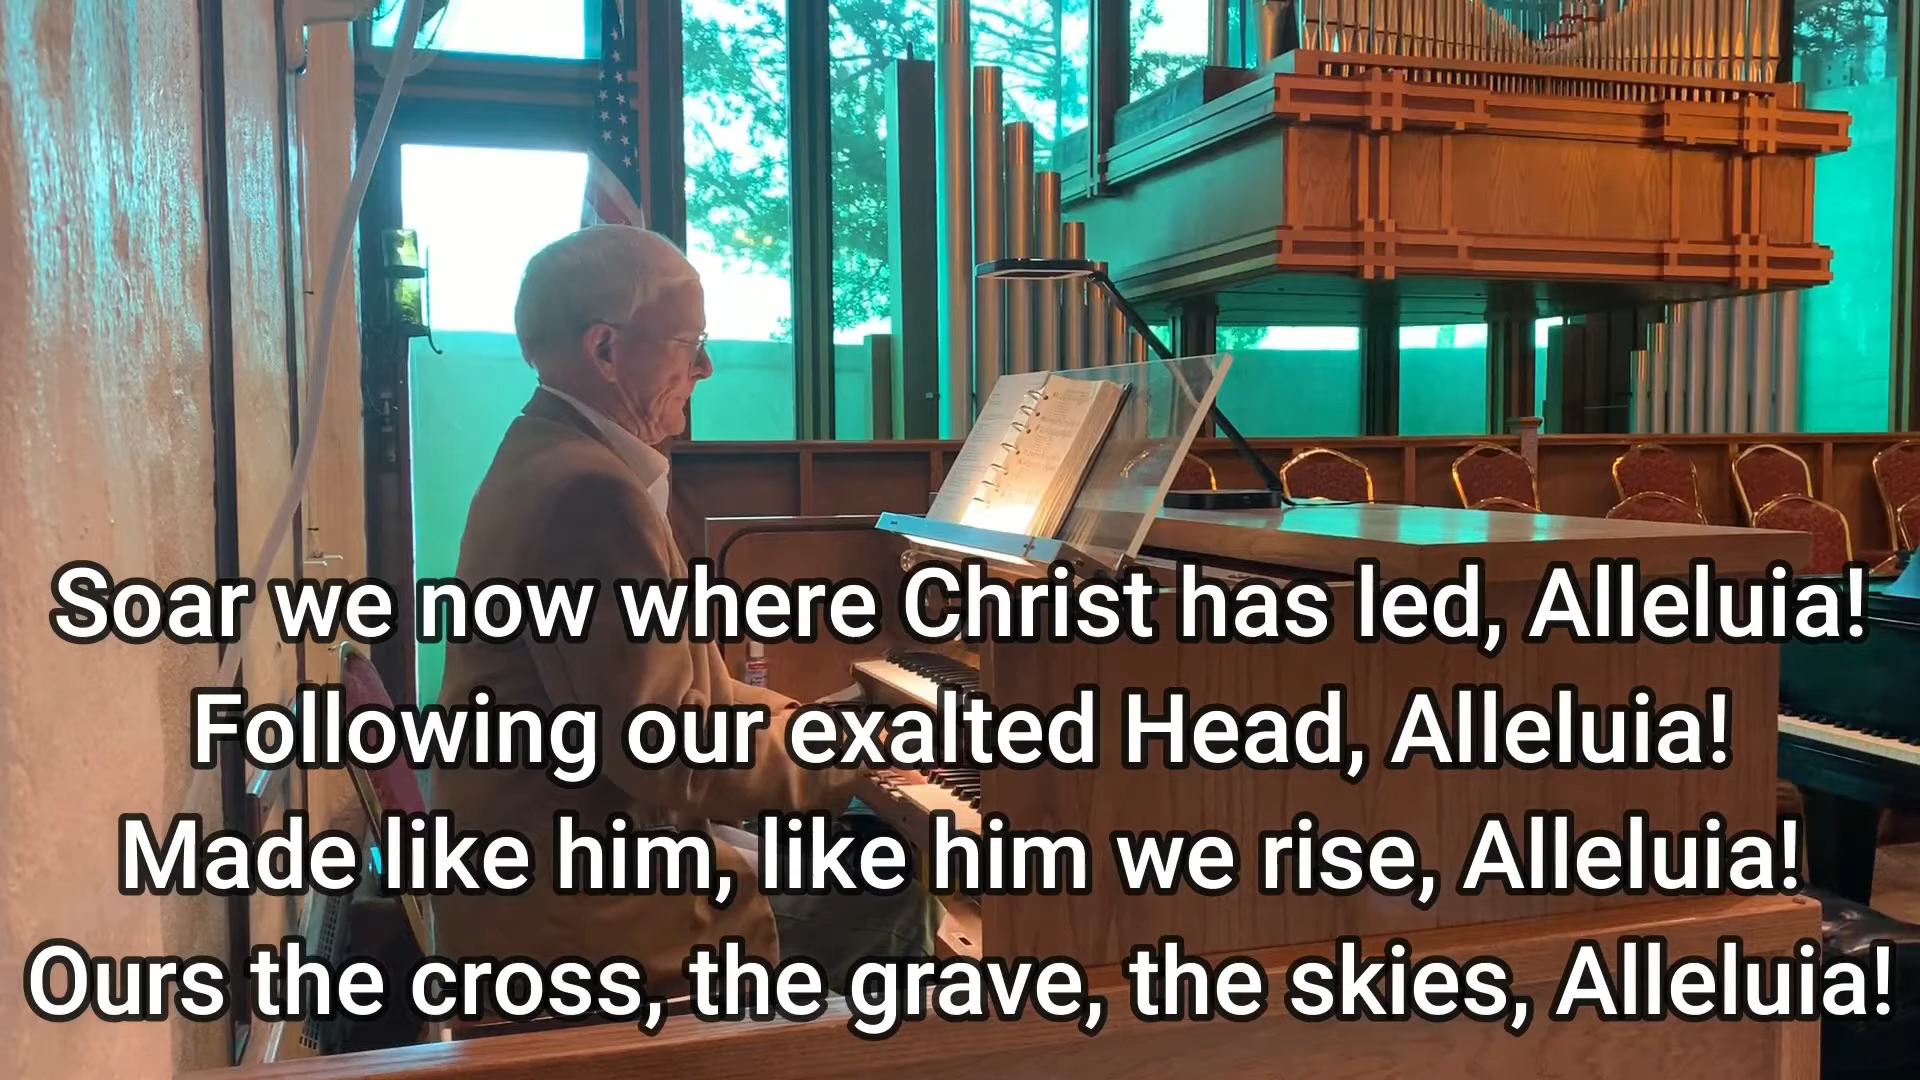 Soar we now where Christ has led, Alleluia!
Following our exalted Head, Alleluia!
Made like him, like him we rise, Alleluia!
Ours the cross, the grave, the skies, Alleluia!